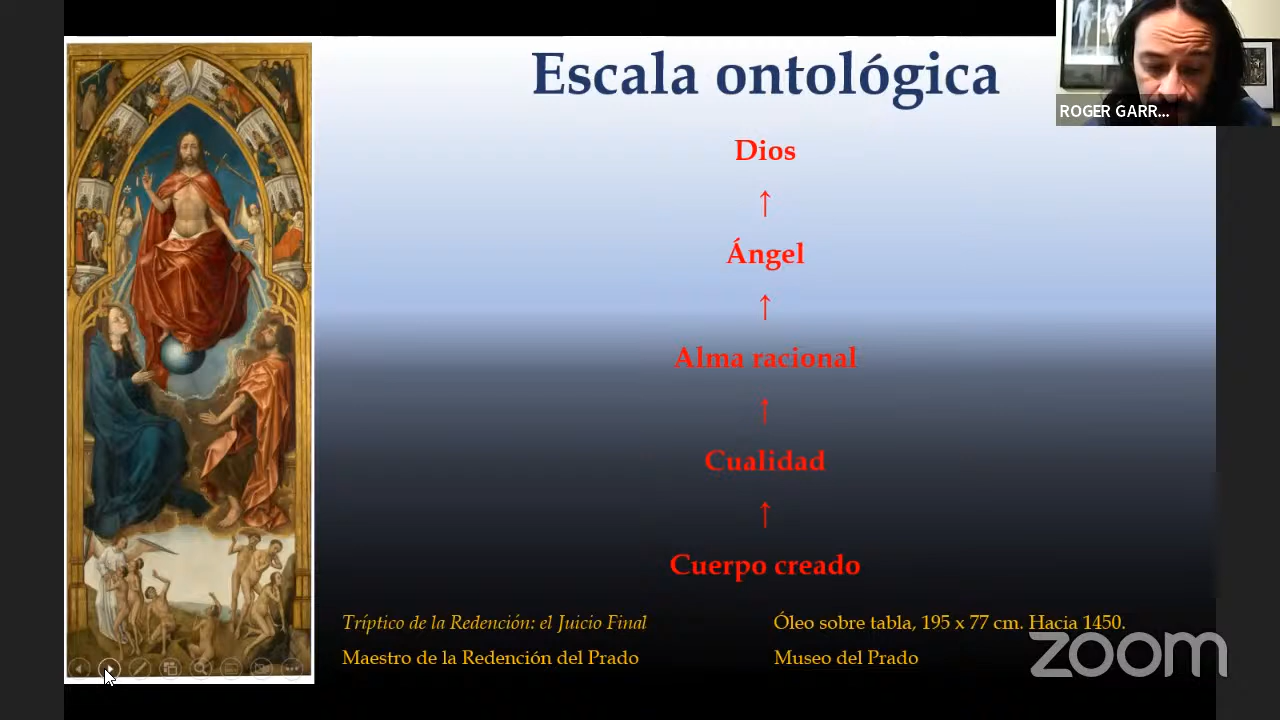 Escala ontológica
ROGER GARR...
Dios
↑
Ángel
↑
Alma racional
↑
Cualidad
↑
Cuerpo creado
Tríptico de la Redención: el Juicio Final
Óleo sobre tabla, 195 x 77 cm. Hacia 1450.
Maestro de la Redención del Prado
Museo del Prado
zoom